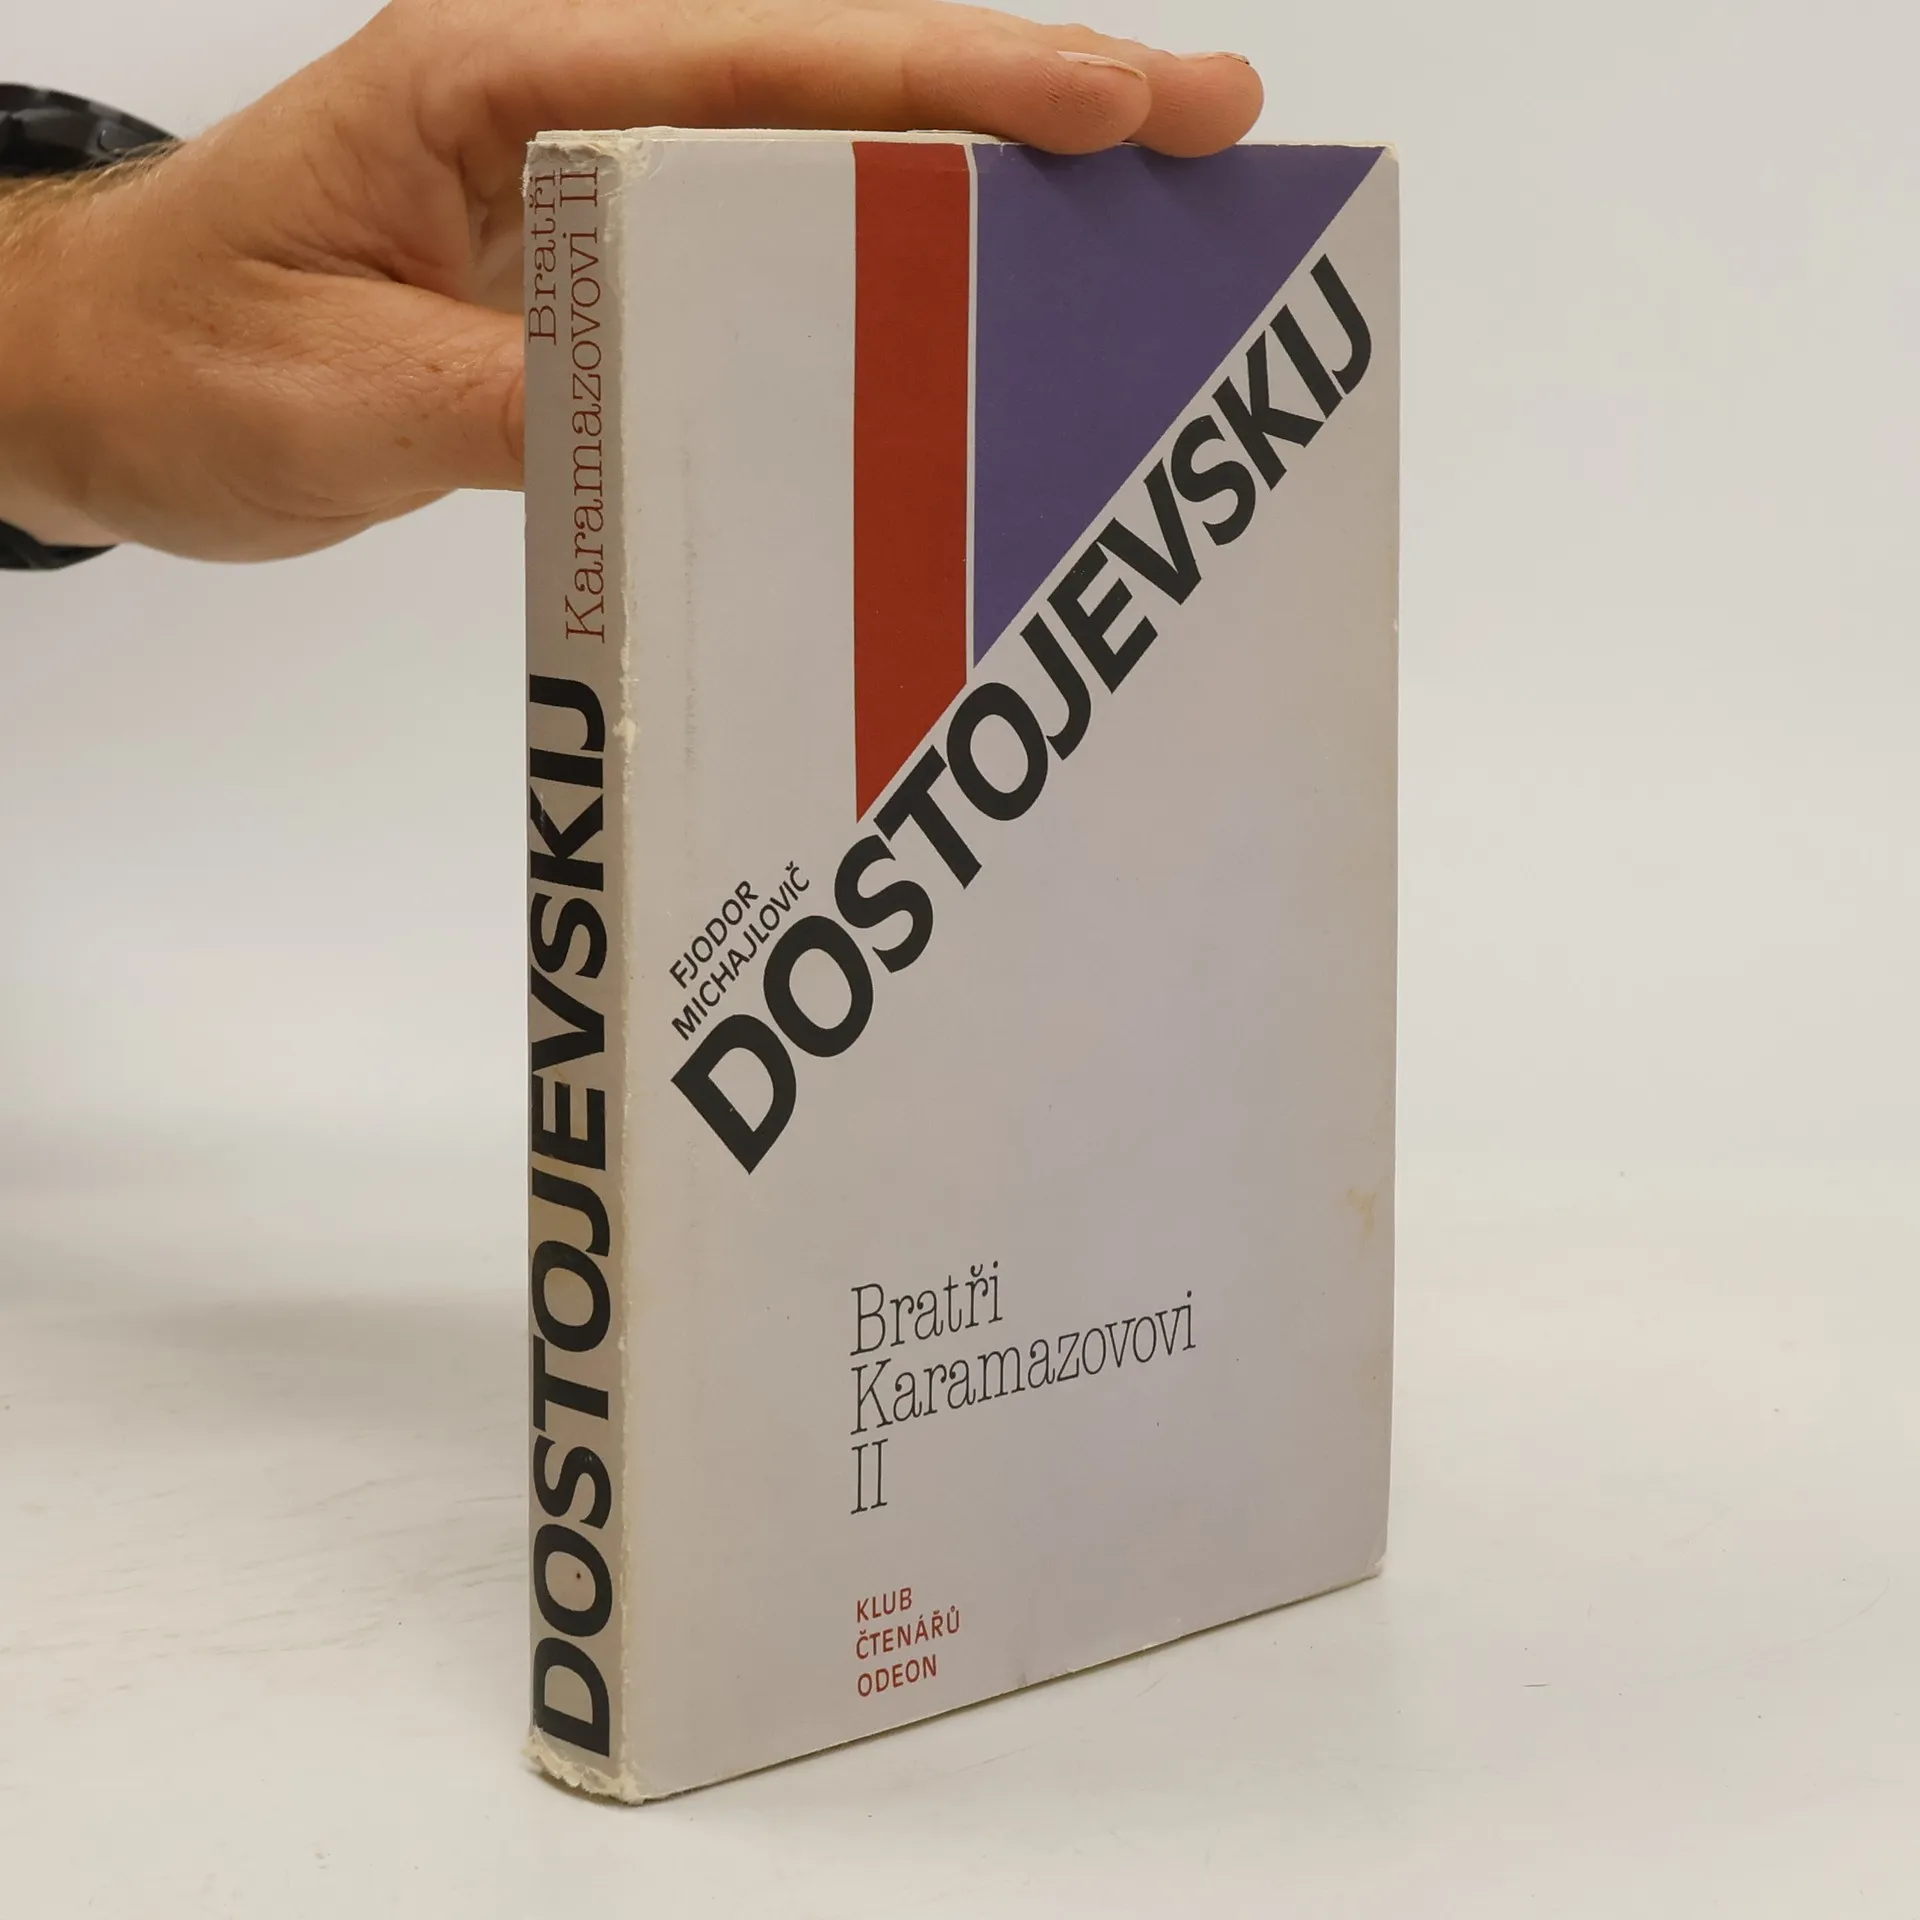 Bratři
Karamazovovi II
DOSTOJEVSKIJ
FJODOR
MICHAJLOVIČ
DOSTOJEVSKIJ
Bratři
Karamazovovi
II
KLUB
ČTENÁŘŮ
ODEON